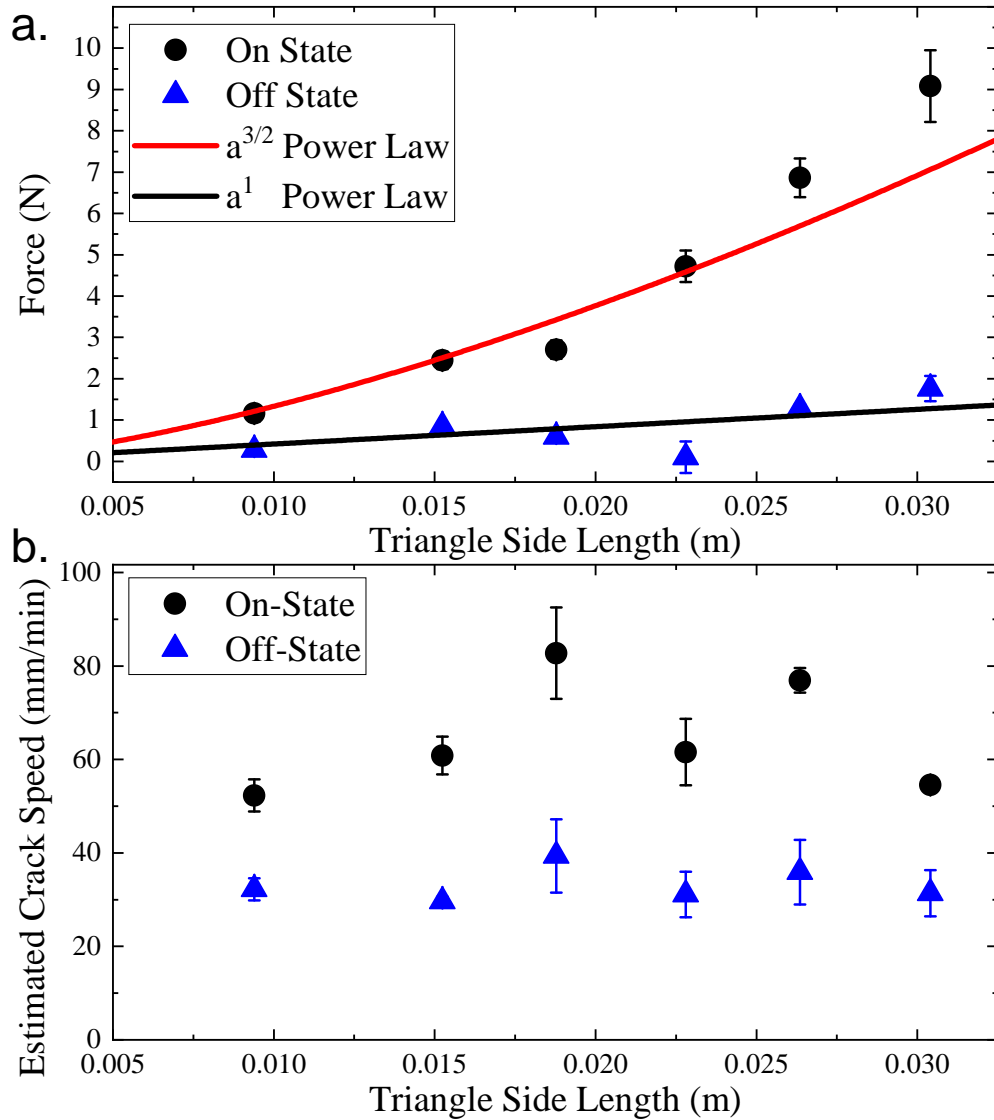 a.
On State
Off State
a^{3/2} Power Law
a^{1} Power Law
Force (N)
10
9
8
7
6
5
4
3
2
1
0
0.005 0.010 0.015 0.020 0.025 0.030
Triangle Side Length (m)
b.
On-State
Off-State
Estimated Crack Speed (mm/min)
100
80
60
40
20
0
0.005 0.010 0.015 0.020 0.025 0.030
Triangle Side Length (m)